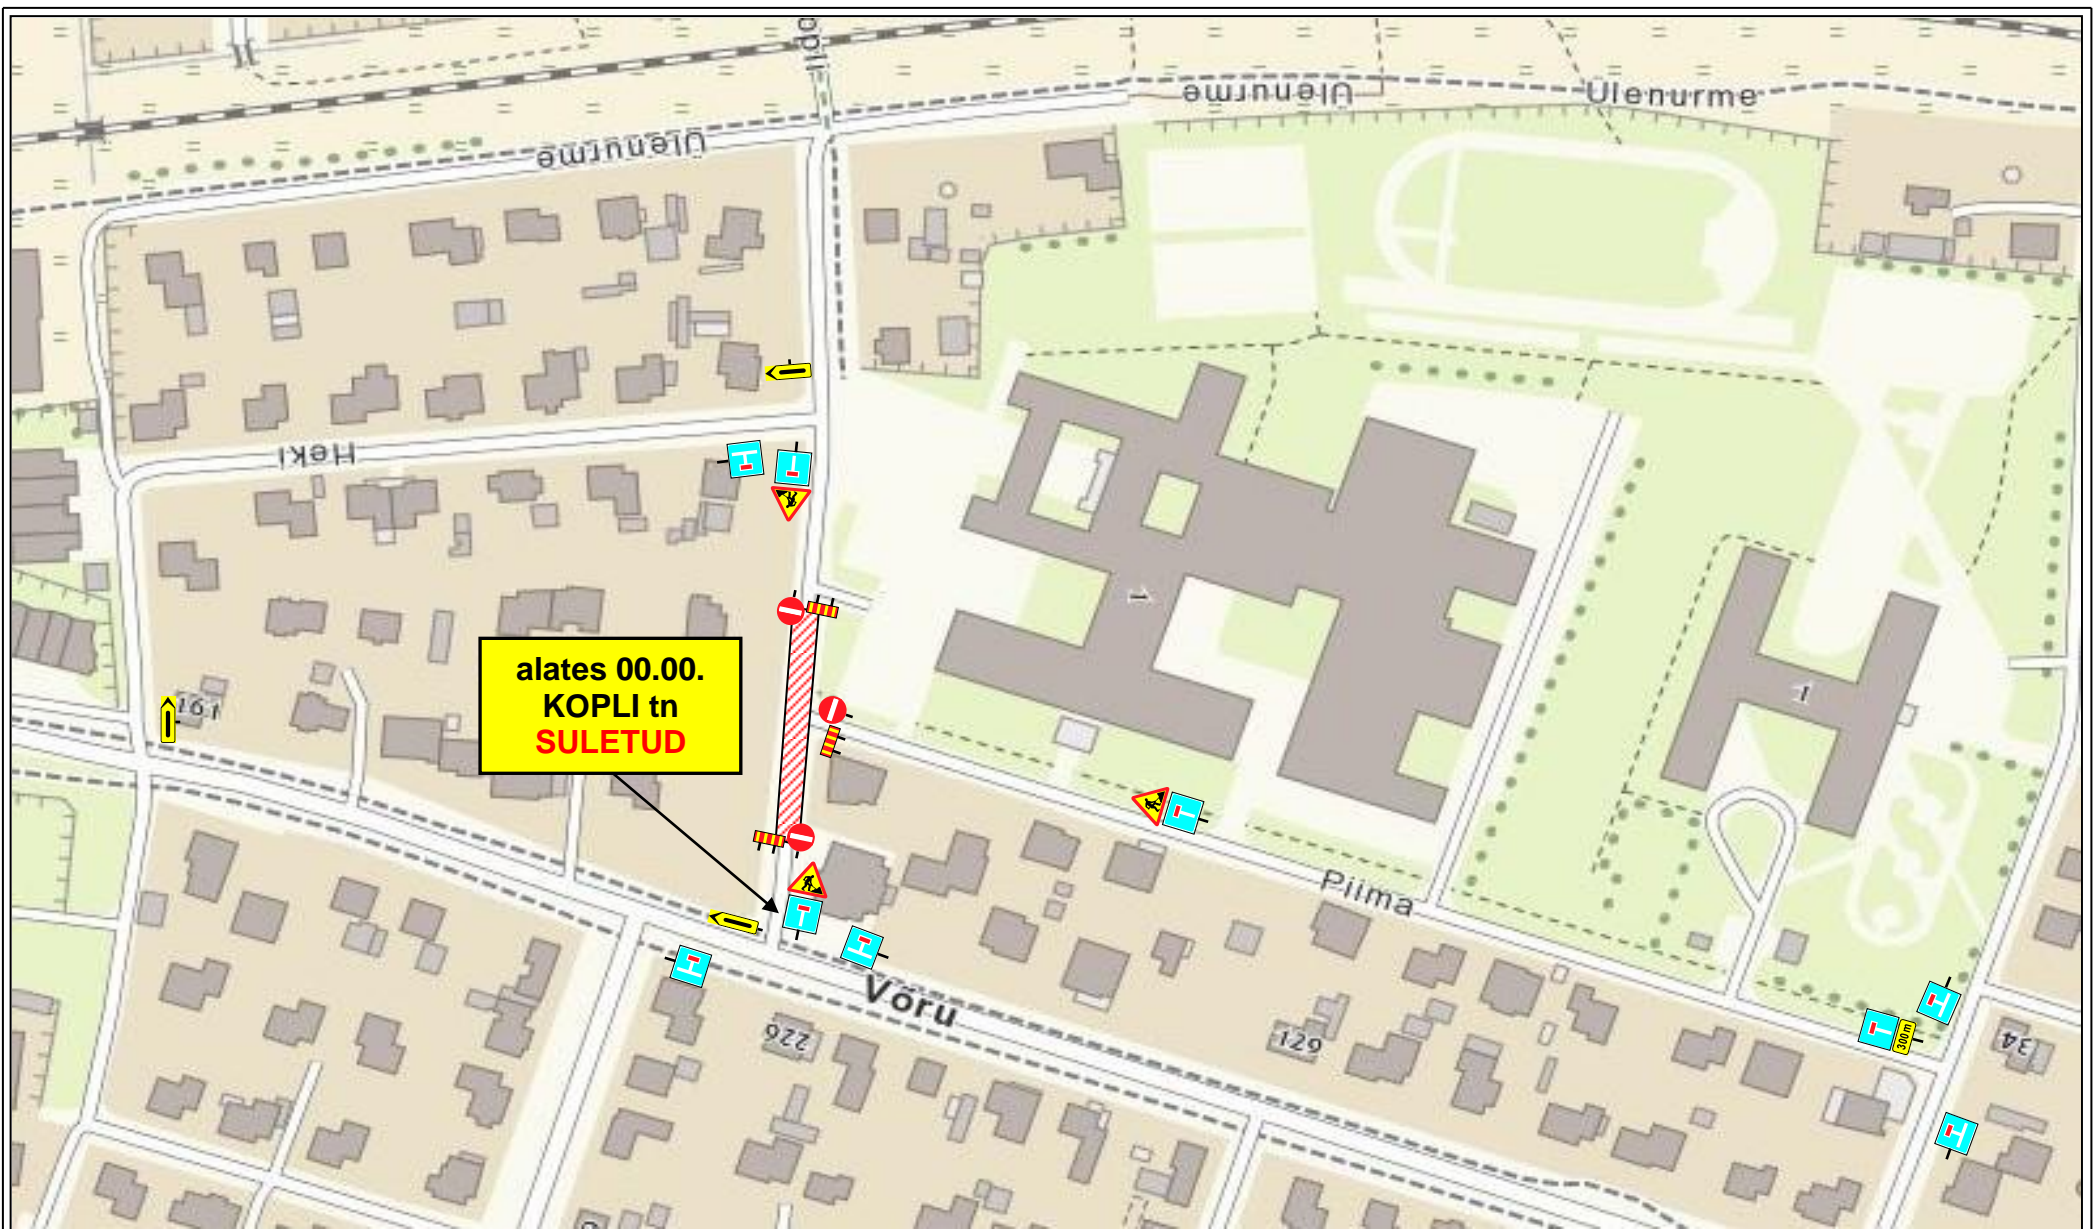 Ülenurme
Ülenurme
Ülenurme
Heki
161
alates 00.00.
KOPLI tn
SULETUD
1
1
Piima
Võru
226
129
300 m
34